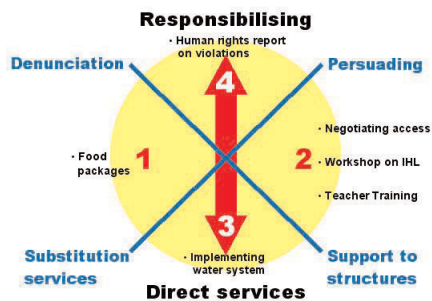 Responsibilising
· Human rights report
on violations
Denunciation
Persuading
4
· Negotiating access
· Food
packages
1
2
· Workshop on IHL
· Teacher Training
3
Substitution
services
· Implementing
water system
Support to
structures
Direct services